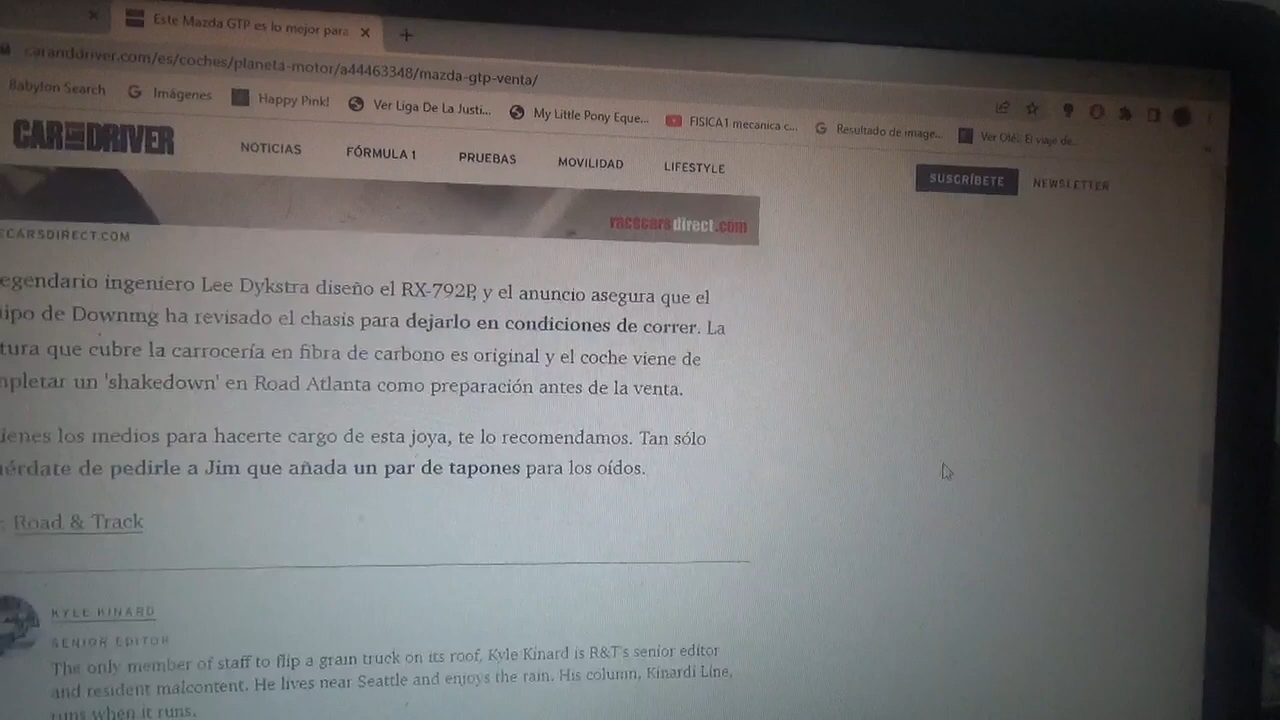 Este Mazda GTP es lo mejor para
caranddriver.com/es/coches/planeta-motor/a44463348/mazda-gtp-venta/
Babylon Search Imágenes Happy Pink! Ver Liga De La Justi... My Little Pony Eque... FISICA1 mecanica c... Resultado de image... Ver Olé: El viaje de...
CAR AND DRIVER NOTICIAS FÓRMULA 1 PRUEBAS MOVILIDAD LIFESTYLE SUSCRÍBETE NEWSLETTER
racecarsdirect.com
ECARSDIRECT.COM
egendario ingeniero Lee Dykstra diseño el RX-792P, y el anuncio asegura que el
uipo de Downing ha revisado el chasis para dejarlo en condiciones de correr. La
tura que cubre la carrocería en fibra de carbono es original y el coche viene de
mpletar un 'shakedown' en Road Atlanta como preparación antes de la venta.
ienes los medios para hacerte cargo de esta joya, te lo recomendamos. Tan sólo
uérdate de pedirle a Jim que añada un par de tapones para los oídos.
: Road & Track
KYLE KINARD
SENIOR EDITOR
The only member of staff to flip a grain truck on its roof, Kyle Kinard is R&T's senior editor
and resident malcontent. He lives near Seattle and enjoys the rain. His column, Kinardi Line,
runs when it runs.